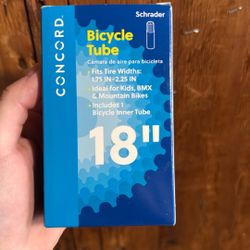 CONCORD.
Schrader
Bicycle
Tube
Cámara de aire para bicicleta
• Fits Tire Widths:
1.75 IN-2.25 IN
• Ideal for Kids, BMX
& Mountain Bikes
• Includes 1
Bicycle Inner Tube
18"